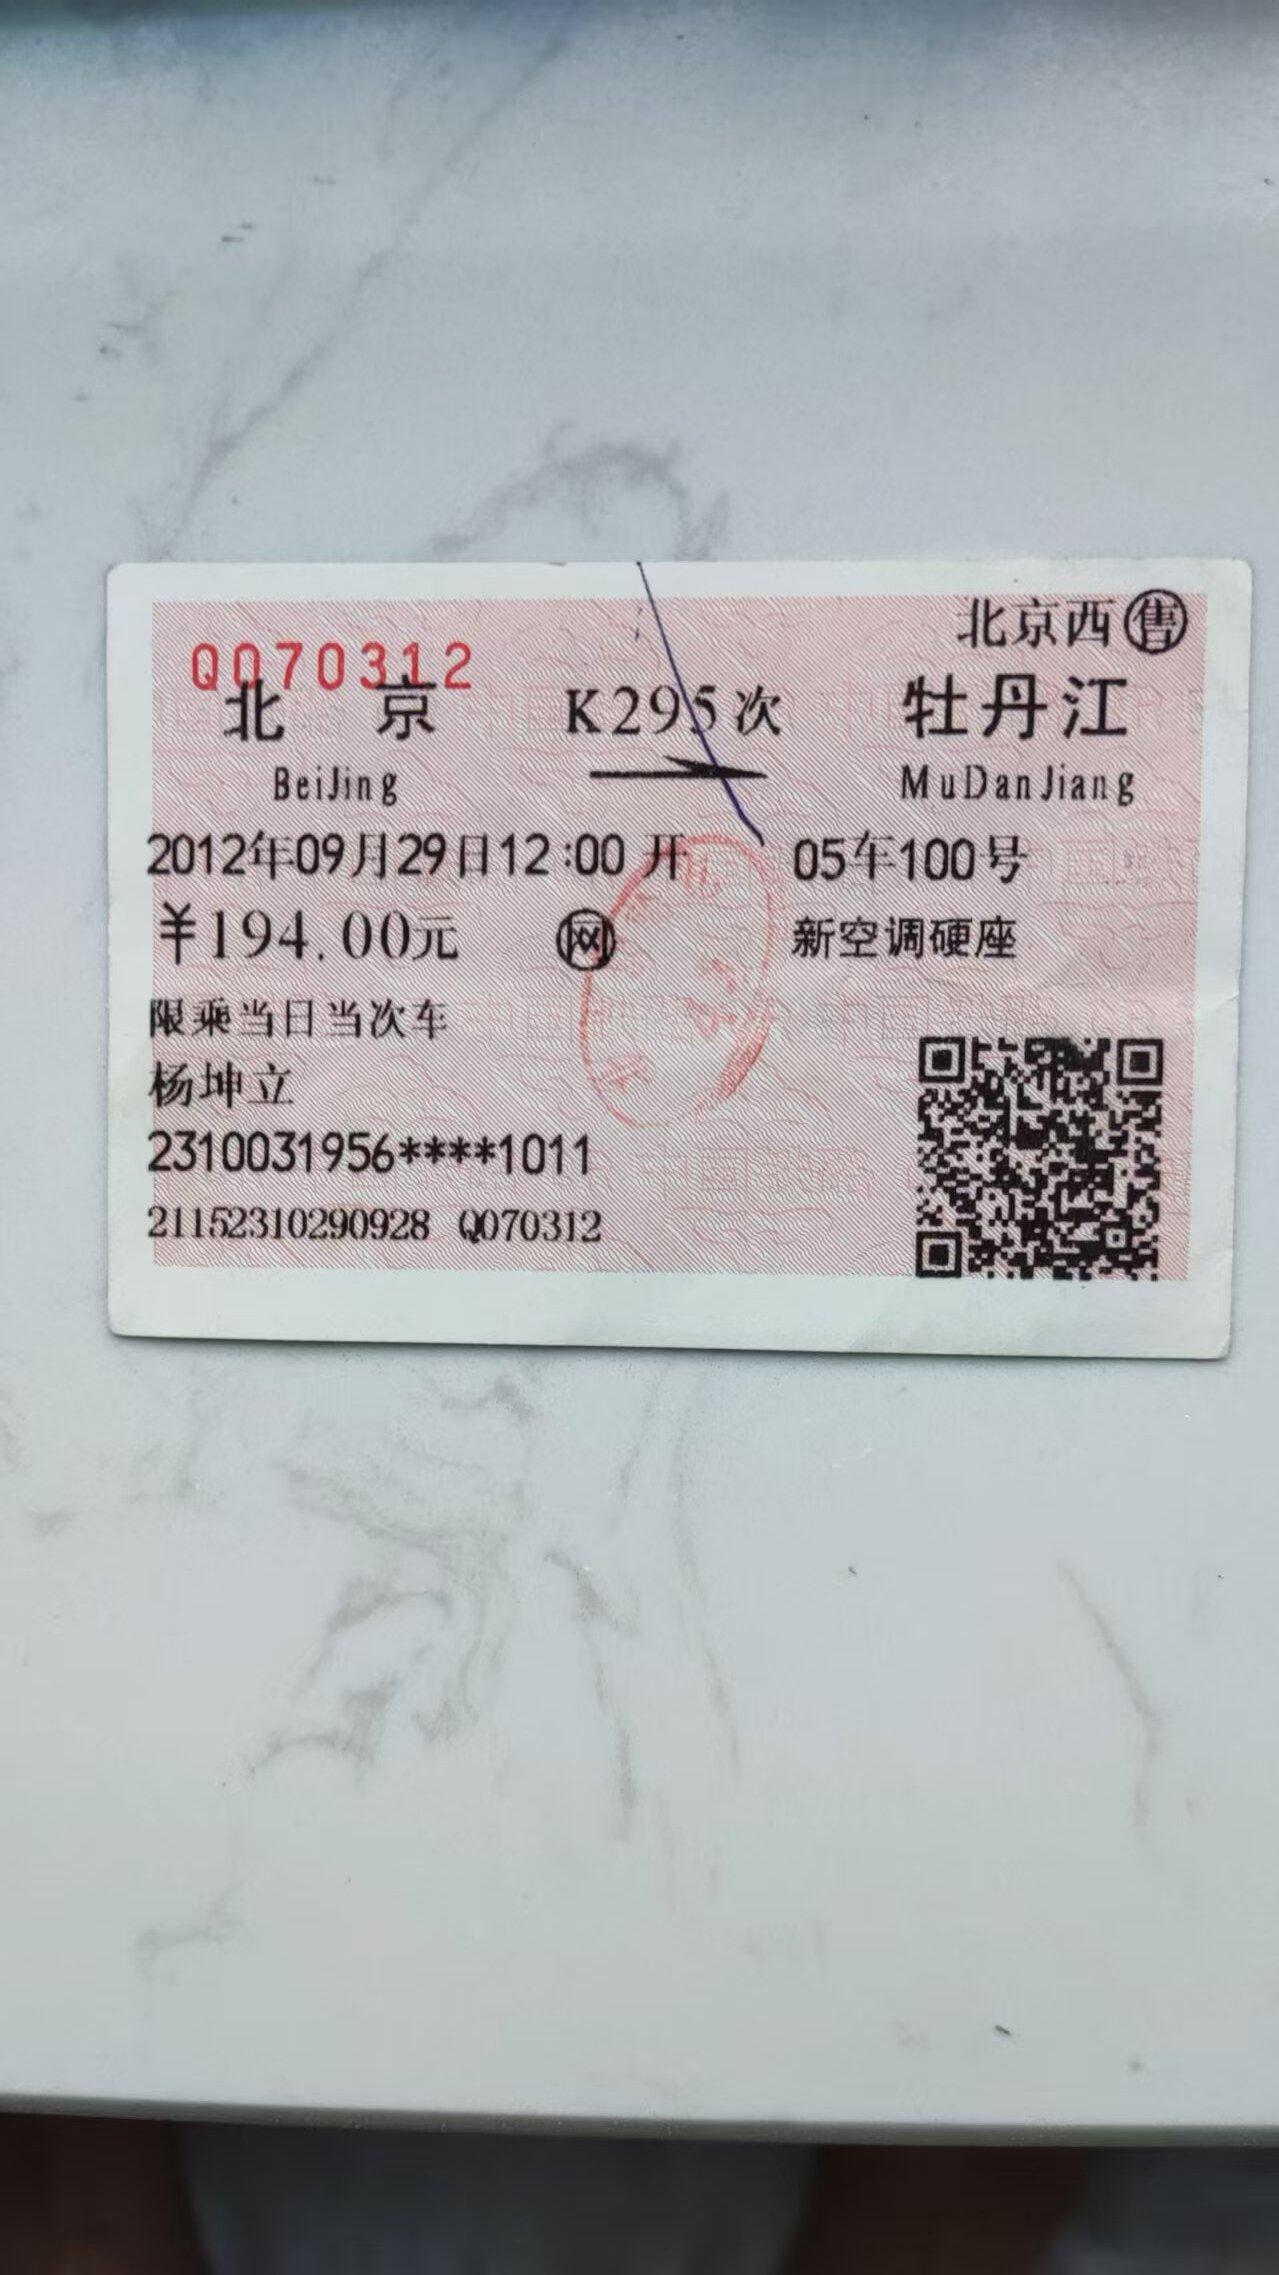 北京西㊎售
Q070312
北京 K295次 牡丹江
BeiJing MuDanJiang
2012年09月29日12:00开 05车100号
¥194.00元 网 新空调硬座
限乘当日当次车
杨坤立
2310031956****1011
21152310290928 Q070312